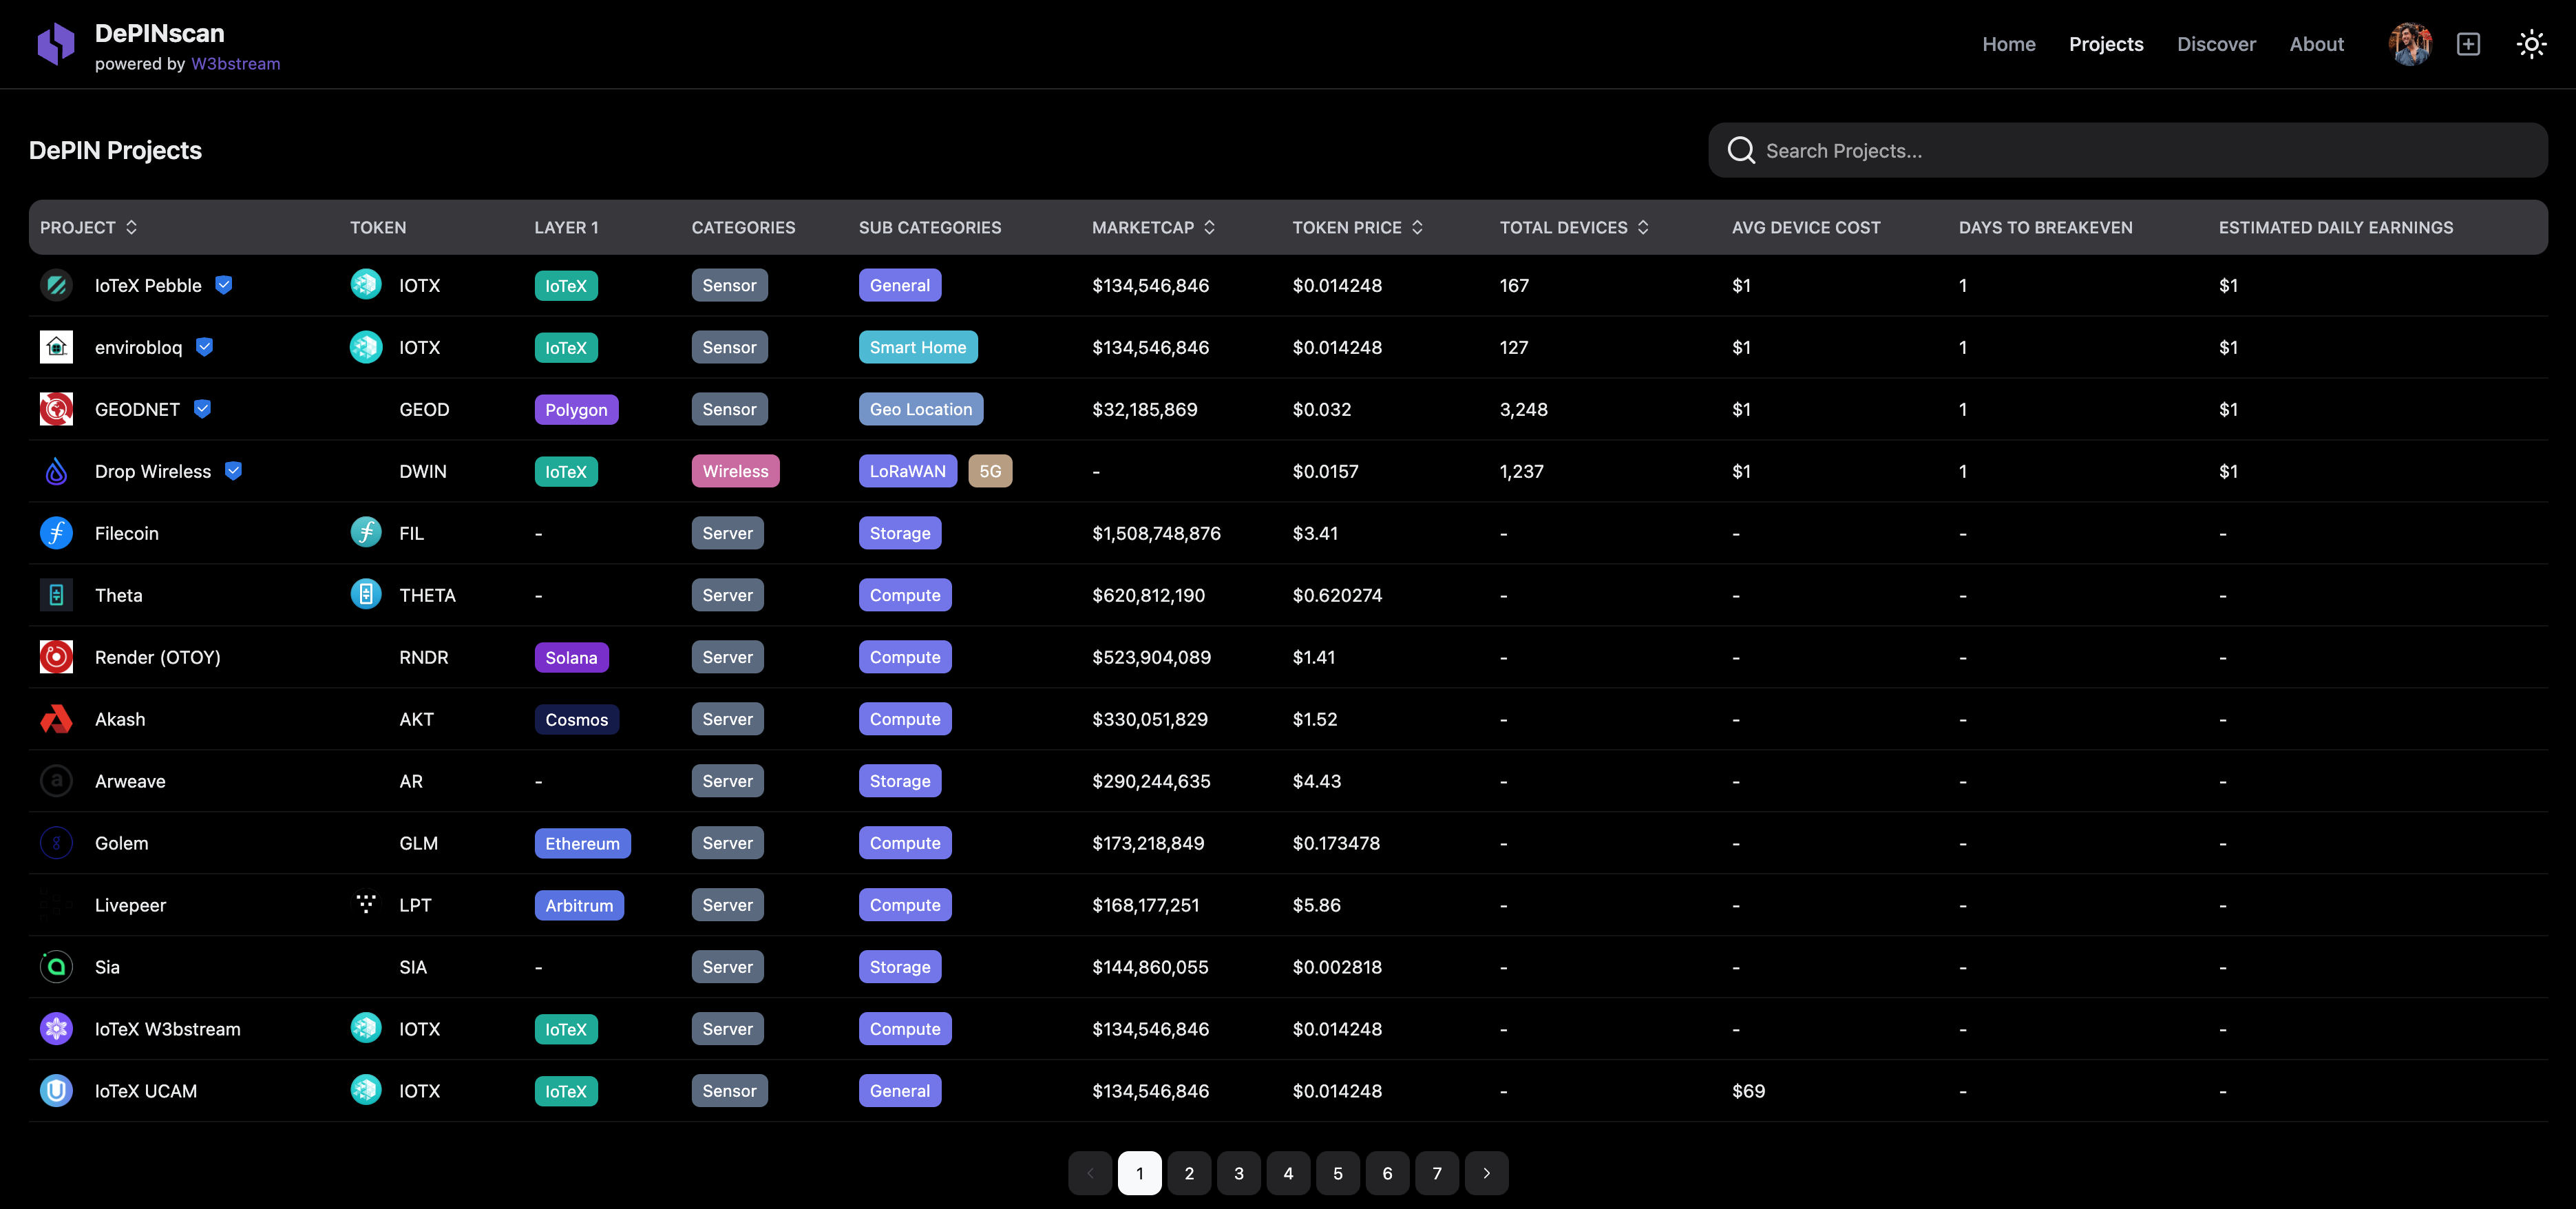 DePINscan
powered by W3bstream
Home Projects Discover About
DePIN Projects
Search Projects...
PROJECT TOKEN LAYER 1 CATEGORIES SUB CATEGORIES MARKETCAP TOKEN PRICE TOTAL DEVICES AVG DEVICE COST DAYS TO BREAKEVEN ESTIMATED DAILY EARNINGS
IoTeX Pebble IOTX IoTeX Sensor General $134,546,846 $0.014248 167 $1 1 $1
envirobloq IOTX IoTeX Sensor Smart Home $134,546,846 $0.014248 127 $1 1 $1
GEODNET GEOD Polygon Sensor Geo Location $32,185,869 $0.032 3,248 $1 1 $1
Drop Wireless DWIN IoTeX Wireless LoRaWAN 5G - $0.0157 1,237 $1 1 $1
Filecoin FIL - Server Storage $1,508,748,876 $3.41 - - - -
Theta THETA - Server Compute $620,812,190 $0.620274 - - - -
Render (OTOY) RNDR Solana Server Compute $523,904,089 $1.41 - - - -
Akash AKT Cosmos Server Compute $330,051,829 $1.52 - - - -
Arweave AR - Server Storage $290,244,635 $4.43 - - - -
Golem GLM Ethereum Server Compute $173,218,849 $0.173478 - - - -
Livepeer LPT Arbitrum Server Compute $168,177,251 $5.86 - - - -
Sia SIA - Server Storage $144,860,055 $0.002818 - - - -
IoTeX W3bstream IOTX IoTeX Server Compute $134,546,846 $0.014248 - - - -
IoTeX UCAM IOTX IoTeX Sensor General $134,546,846 $0.014248 - $69 - -
1 2 3 4 5 6 7